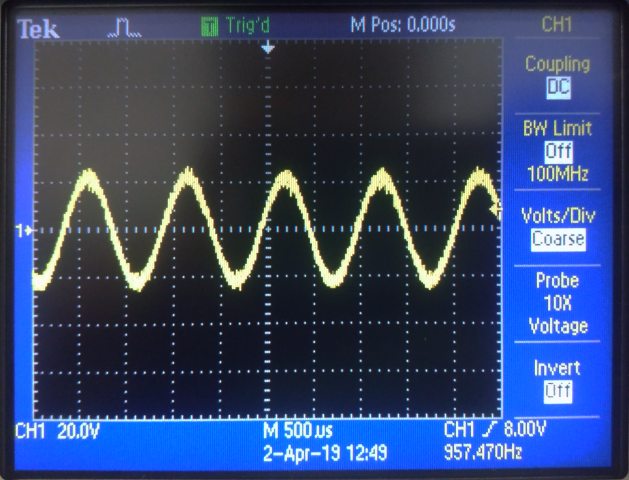 Tek Trig'd M Pos: 0.000s CH1
Coupling
DC
BW Limit
Off
100MHz
1
Volts/Div
Coarse
Probe
10X
Voltage
Invert
Off
CH1 20.0V M 500us CH1 8.00V
2-Apr-19 12:49 957.470Hz